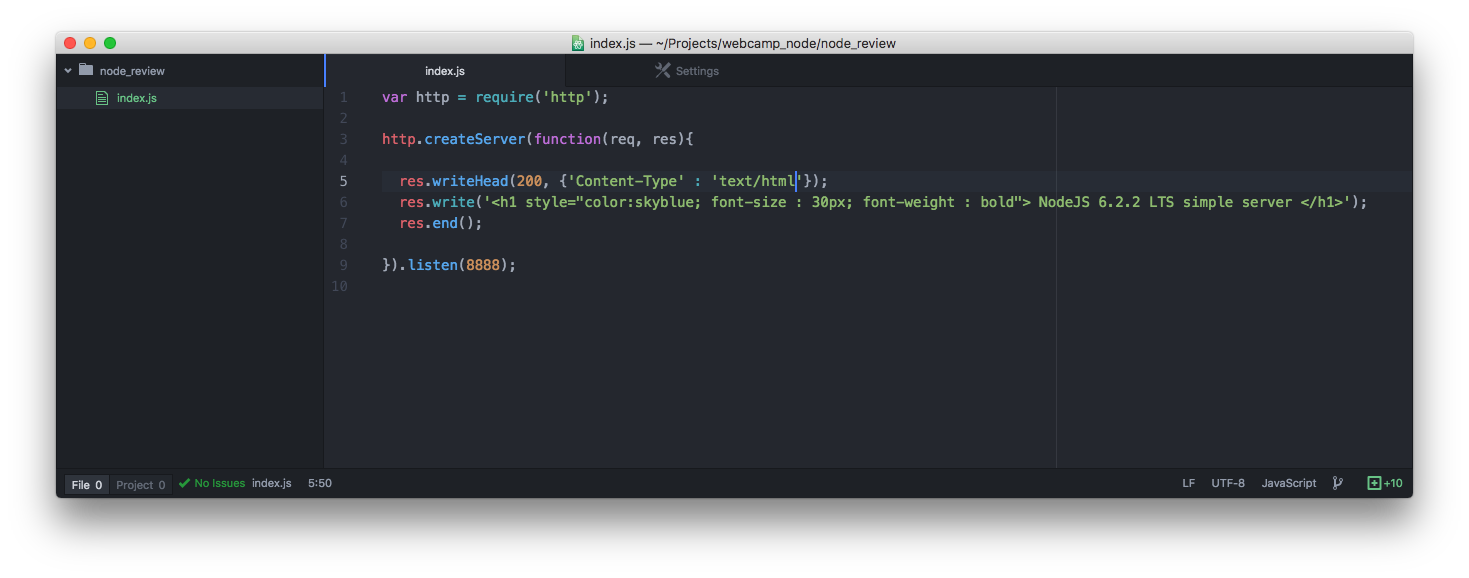 index.js — ~/Projects/webcamp_node/node_review
node_review
index.js
index.js
Settings
1 var http = require('http');
2
3 http.createServer(function(req, res){
4
5 res.writeHead(200, {'Content-Type' : 'text/html'});
6 res.write('<h1 style="color:skyblue; font-size : 30px; font-weight : bold"> NodeJS 6.2.2 LTS simple server </h1>');
7 res.end();
8
9 }).listen(8888);
10
File 0 Project 0 No Issues index.js 5:50 LF UTF-8 JavaScript +10